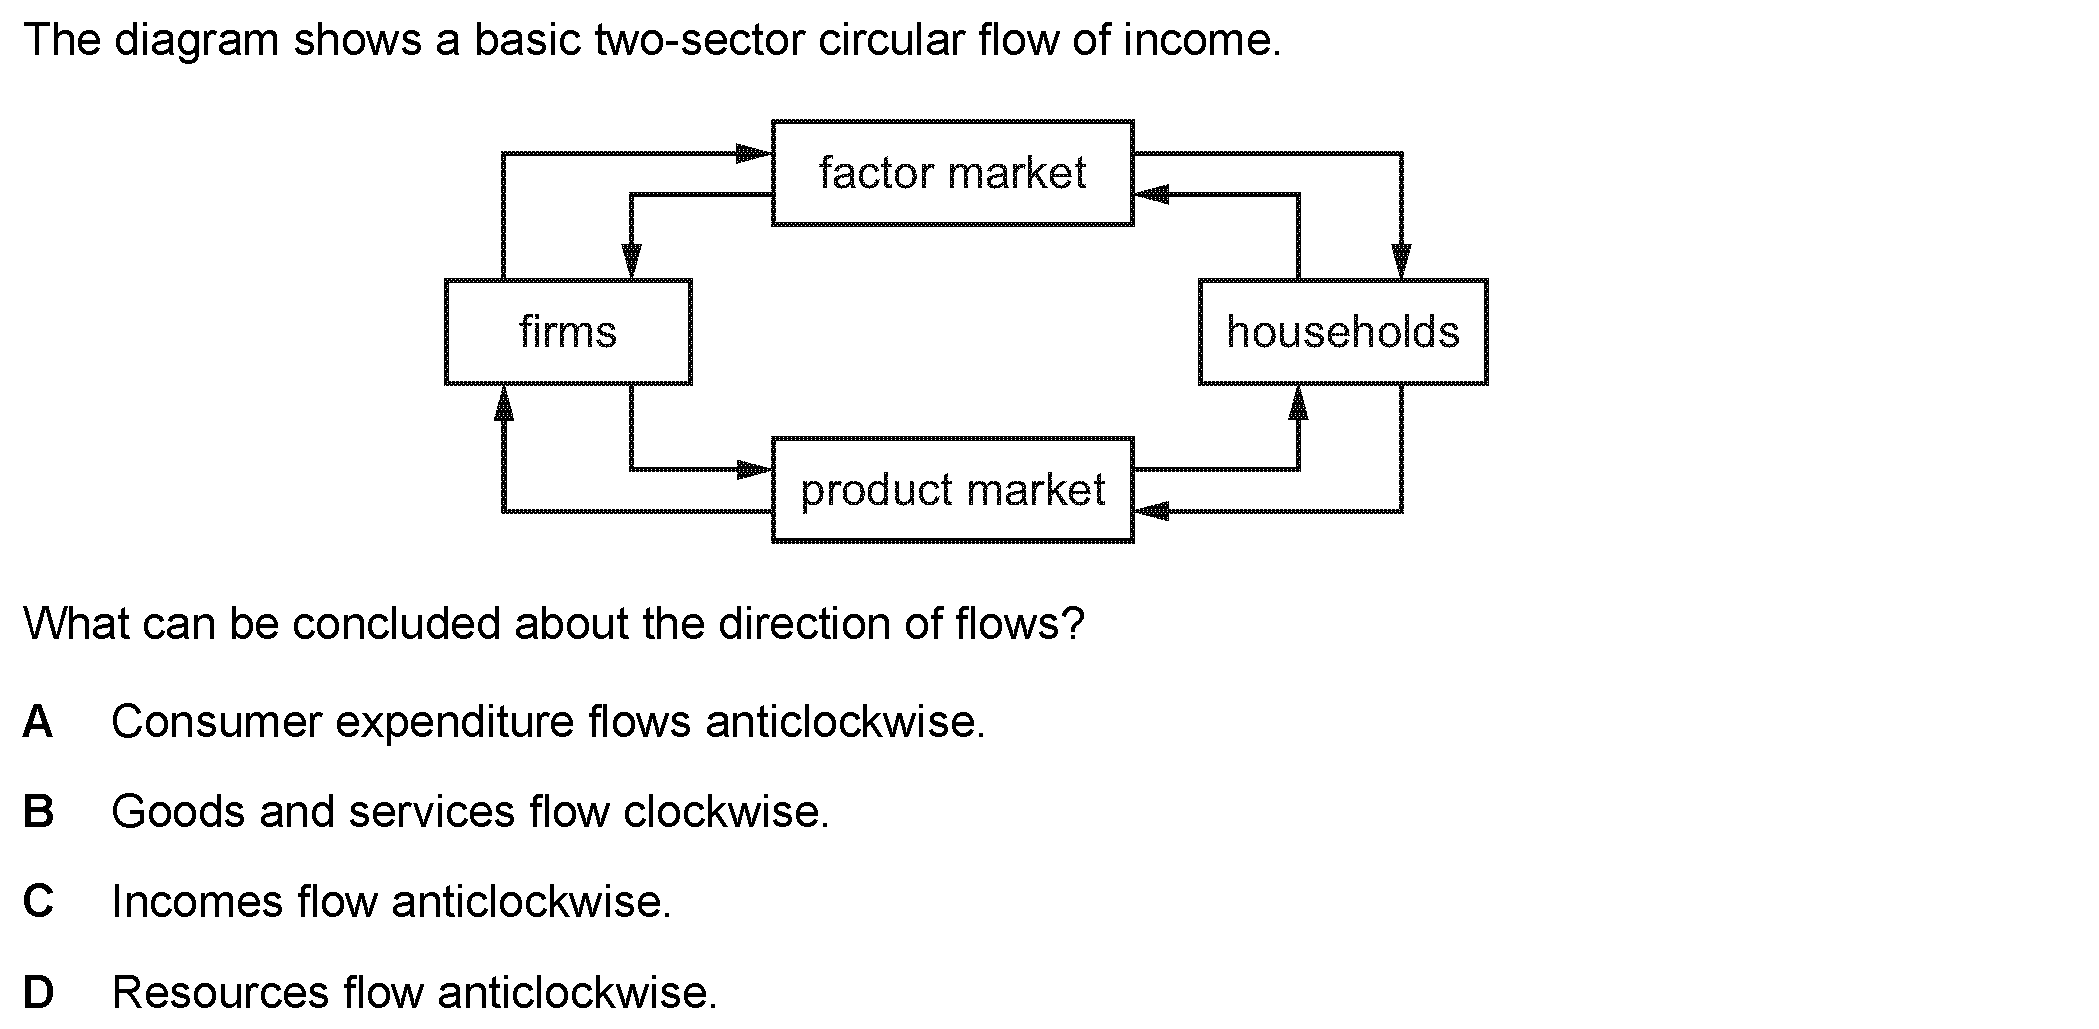 The diagram shows a basic two-sector circular flow of income.
factor market
firms
households
product market
What can be concluded about the direction of flows?
A Consumer expenditure flows anticlockwise.
B Goods and services flow clockwise.
C Incomes flow anticlockwise.
D Resources flow anticlockwise.